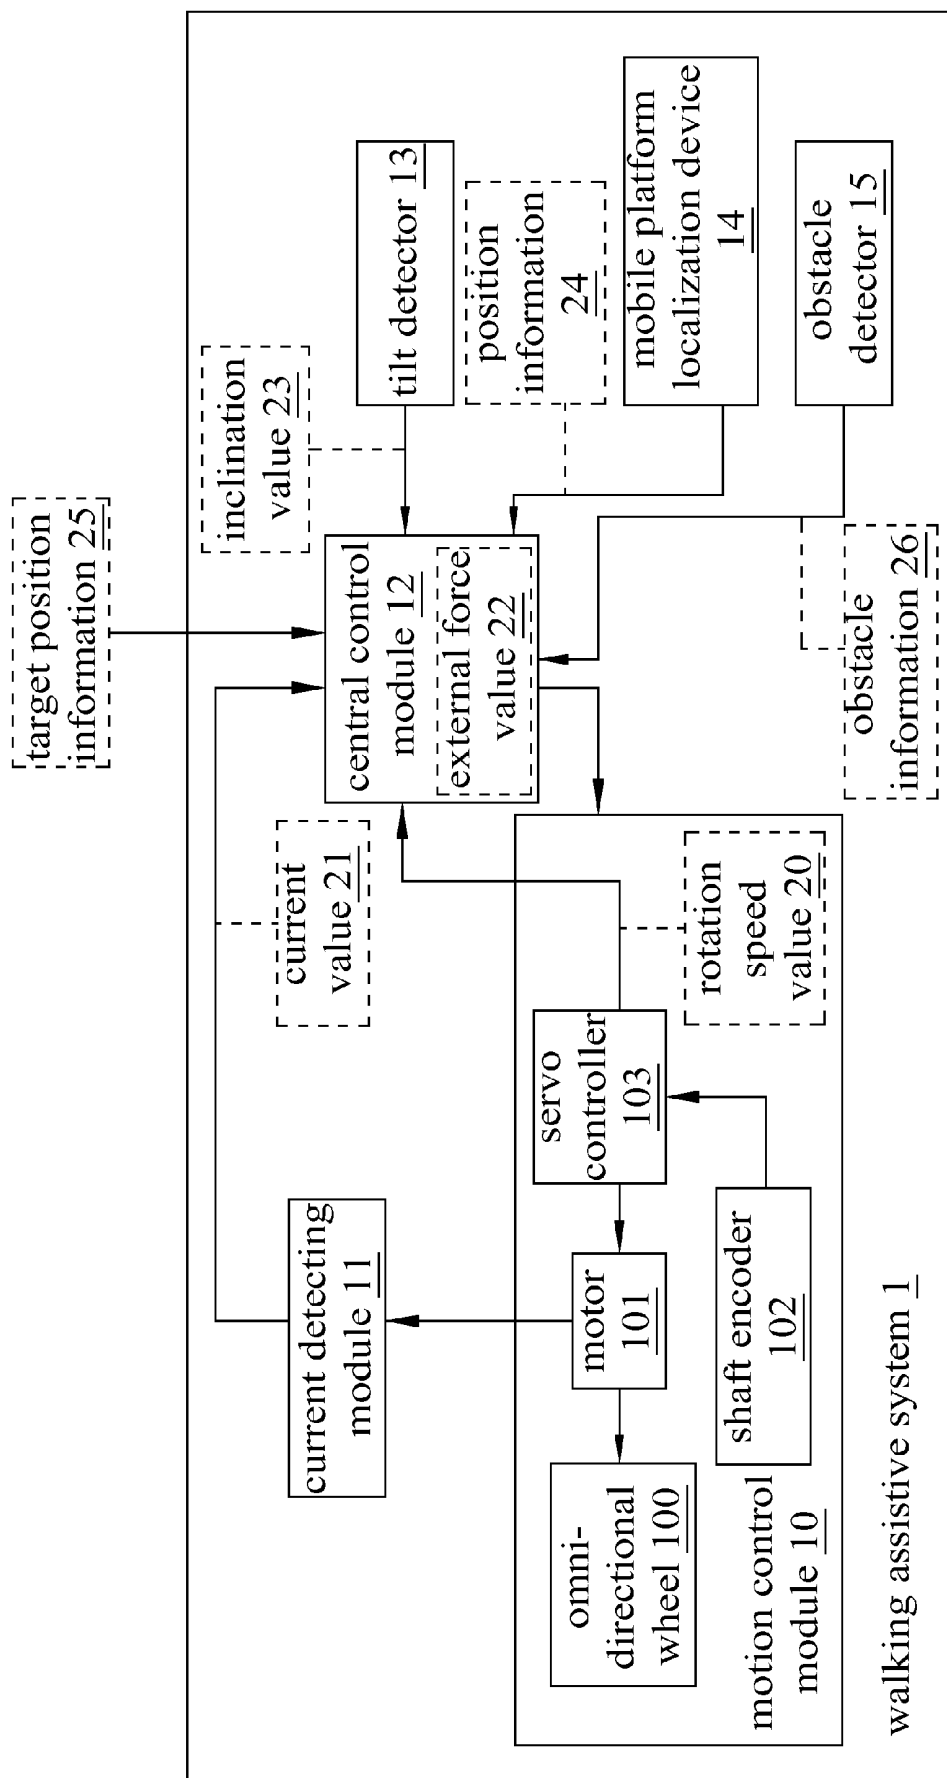 target position
information 25
inclination
value 23
tilt detector 13
position
information
24
mobile platform
localization device
14
obstacle
detector 15
current
value 21
central control
module 12
external force
value 22
obstacle
information 26
current detecting
module 11
omni-
directional
wheel 100
motor
101
servo
controller
103
rotation
speed
value 20
shaft encoder
102
motion control
module 10
walking assistive system 1